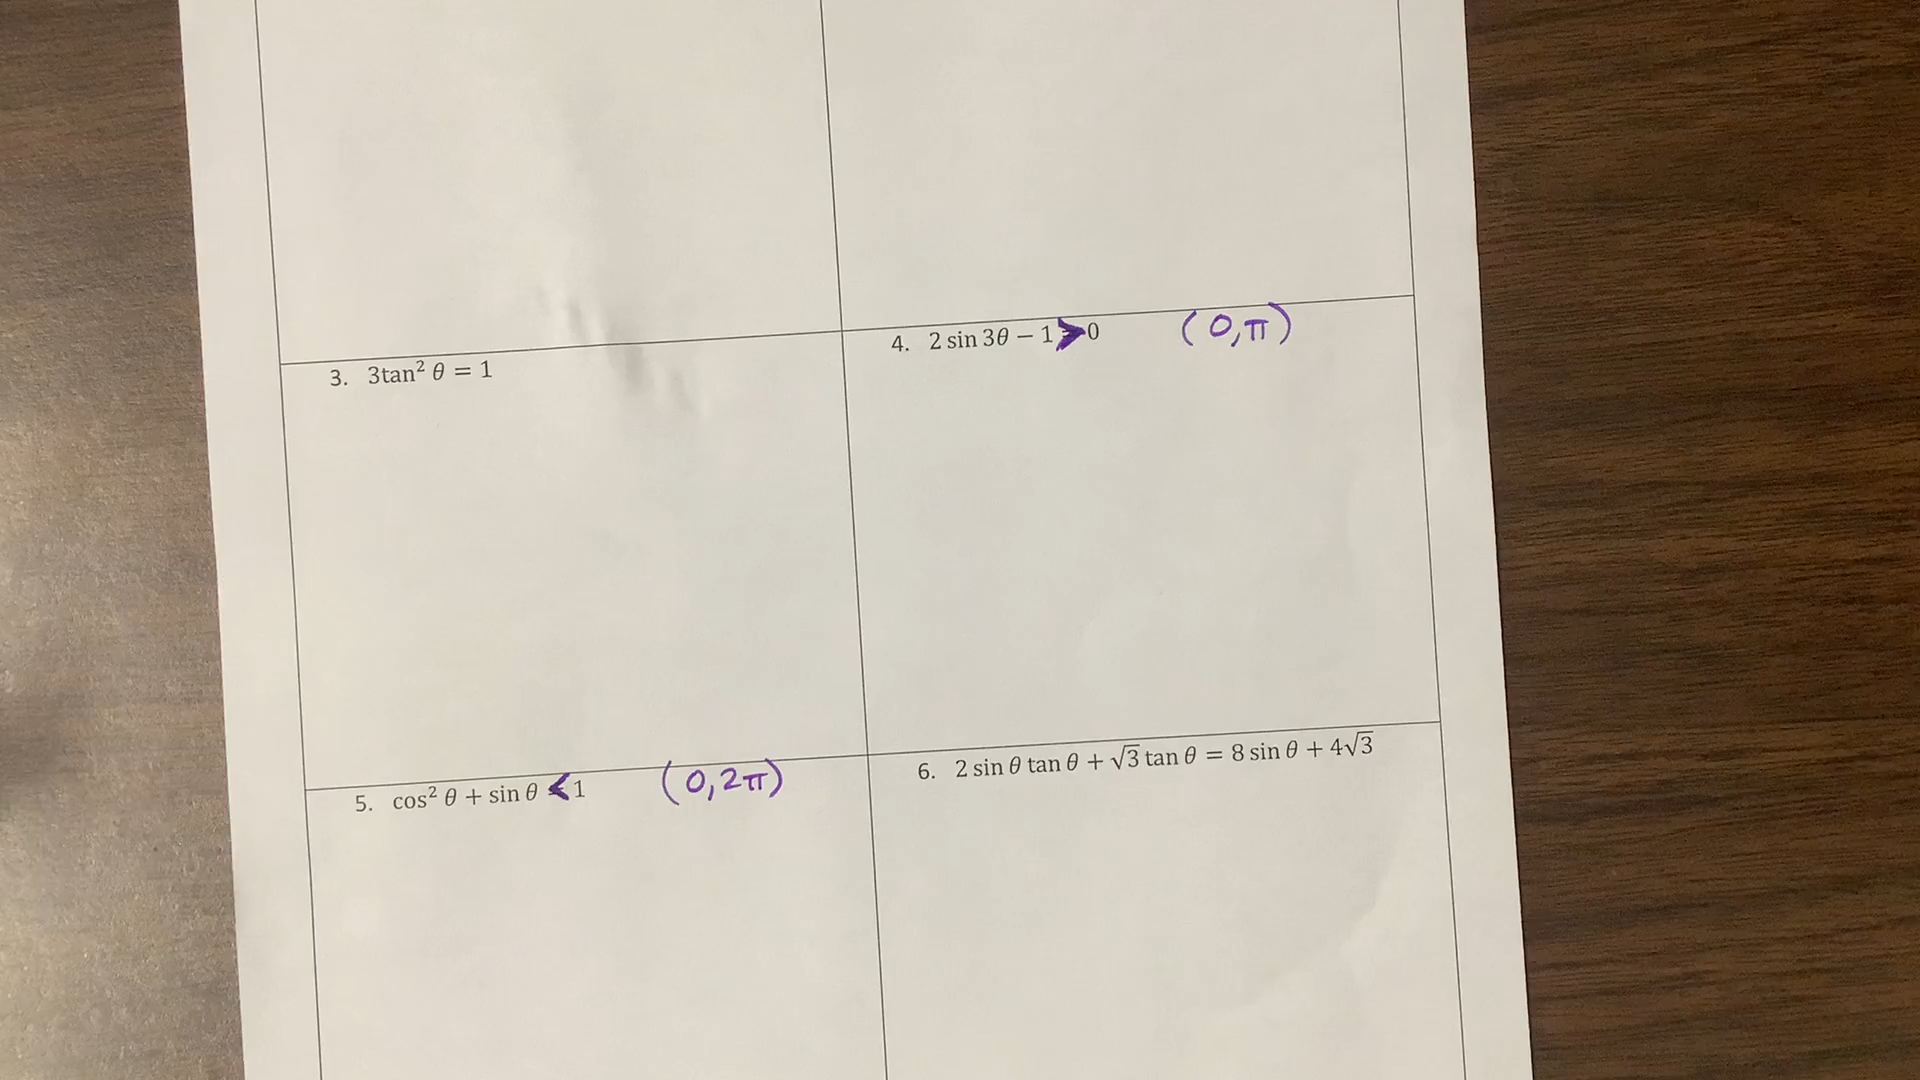 3. 3tan² θ = 1
4. 2 sin 3θ − 1 > 0 (0,π)
5. cos² θ + sin θ < 1 (0,2π)
6. 2 sin θ tan θ + √3 tan θ = 8 sin θ + 4√3